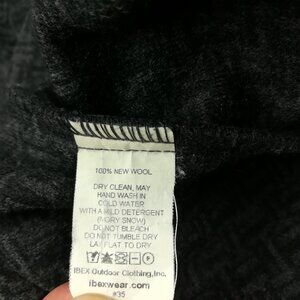 100% NEW WOOL
DRY CLEAN, MAY
HAND WASH IN
COLD WATER
WITH A MILD DETERGENT
(IVORY SNOW)
DO NOT BLEACH
DO NOT TUMBLE DRY
LAY FLAT TO DRY
IBEX Outdoor Clothing, Inc.
ibexwear.com
#35